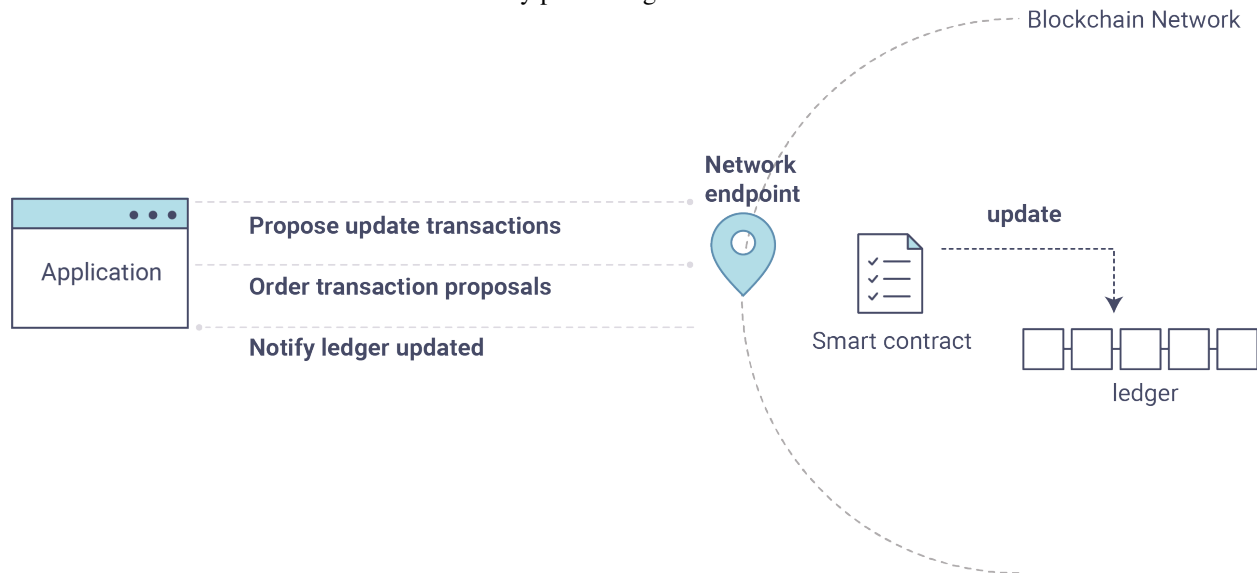 Blockchain Network
Network
endpoint
Propose update transactions
update
Application
Order transaction proposals
Smart contract
Notify ledger updated
ledger